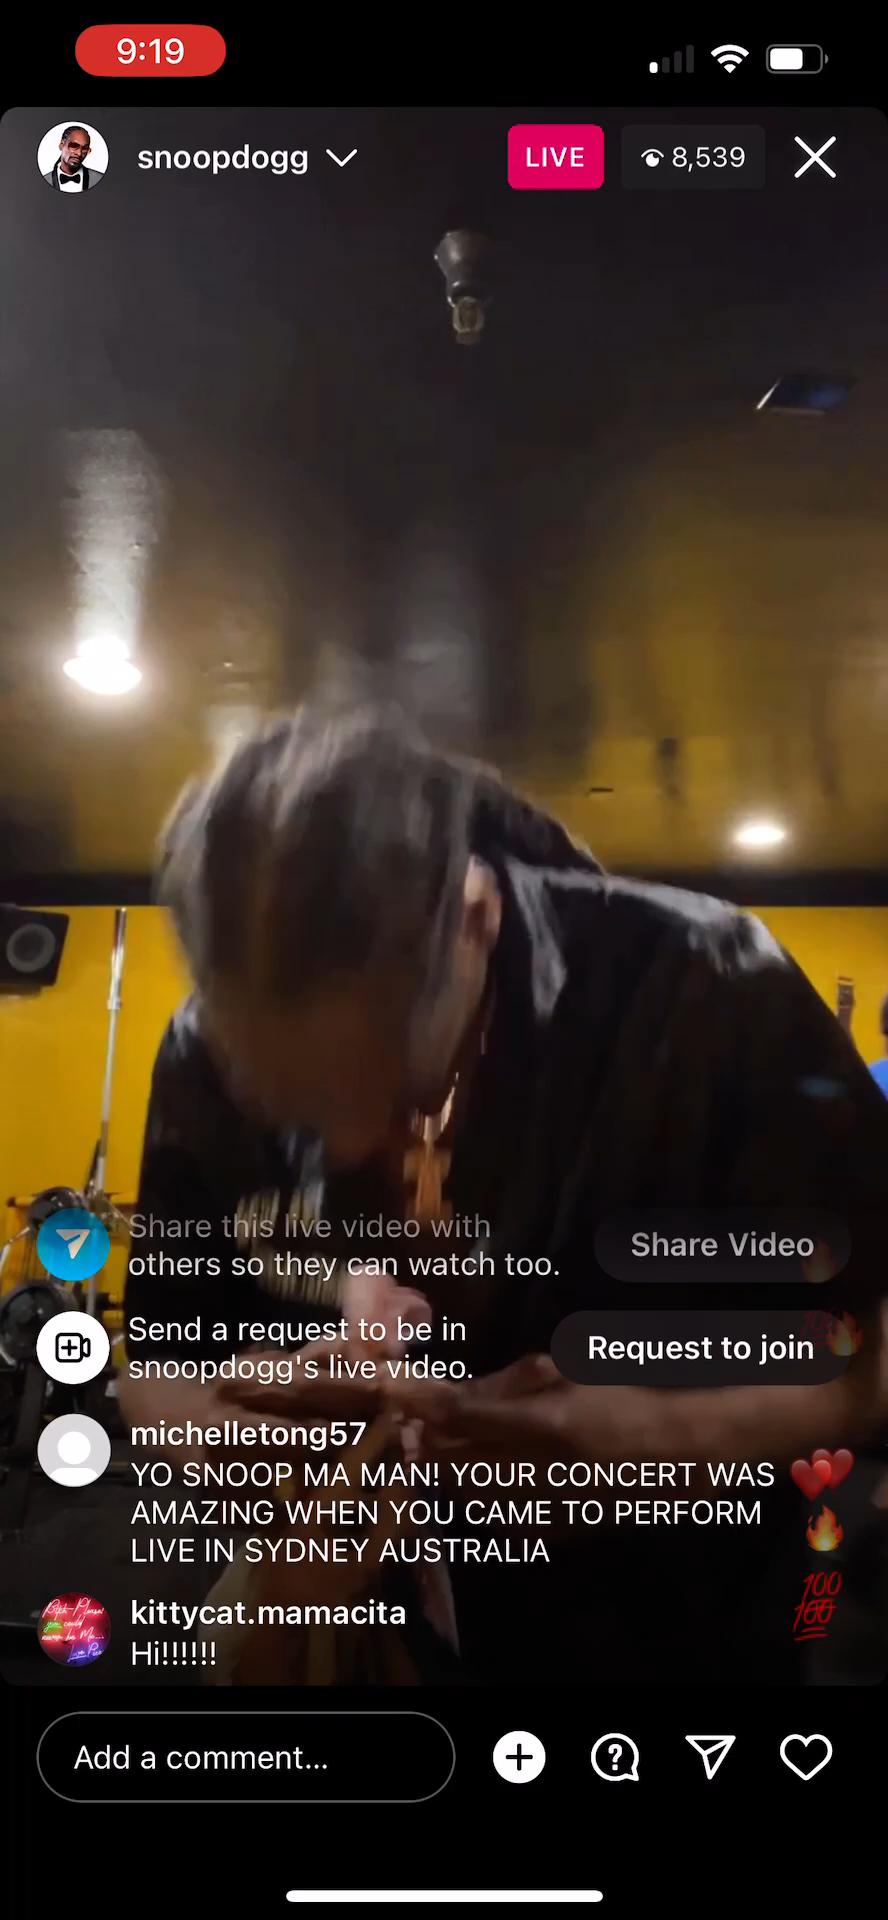 9:19
snoopdogg
LIVE
8,539
Share this live video with
others so they can watch too.
Share Video
Send a request to be in
snoopdogg's live video.
Request to join
michelletong57
YO SNOOP MA MAN! YOUR CONCERT WAS
AMAZING WHEN YOU CAME TO PERFORM
LIVE IN SYDNEY AUSTRALIA
kittycat.mamacita
Hi!!!!!!
Add a comment...